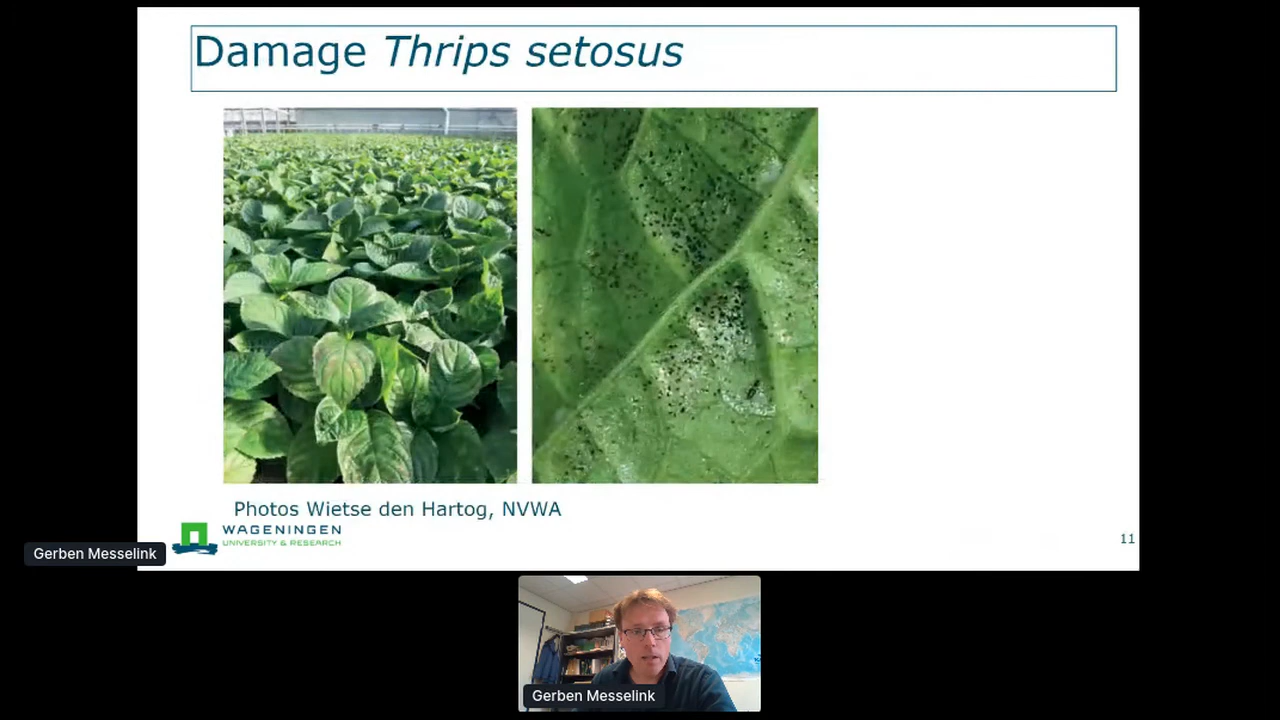 Damage Thrips setosus
Photos Wietse den Hartog, NVWA
WAGENINGEN
UNIVERSITY & RESEARCH
11
Gerben Messelink
Gerben Messelink